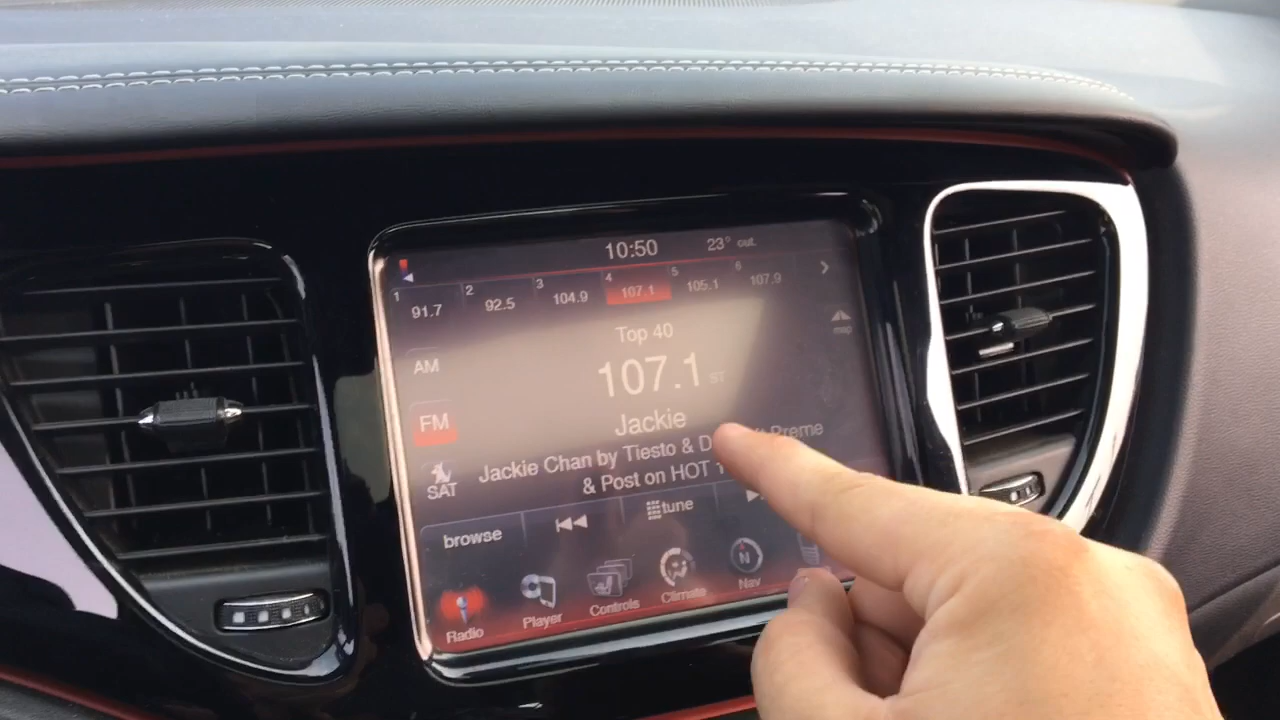 10:50 23° out.
1 91.7 2 92.5 3 104.9 4 107.1 5 105.1 6 107.9
map
Top 40
AM
107.1 ST
FM
Jackie
Jackie Chan by Tiesto & D Preme
SAT
& Post on HOT
browse tune
Radio Player Controls Climate N Nav